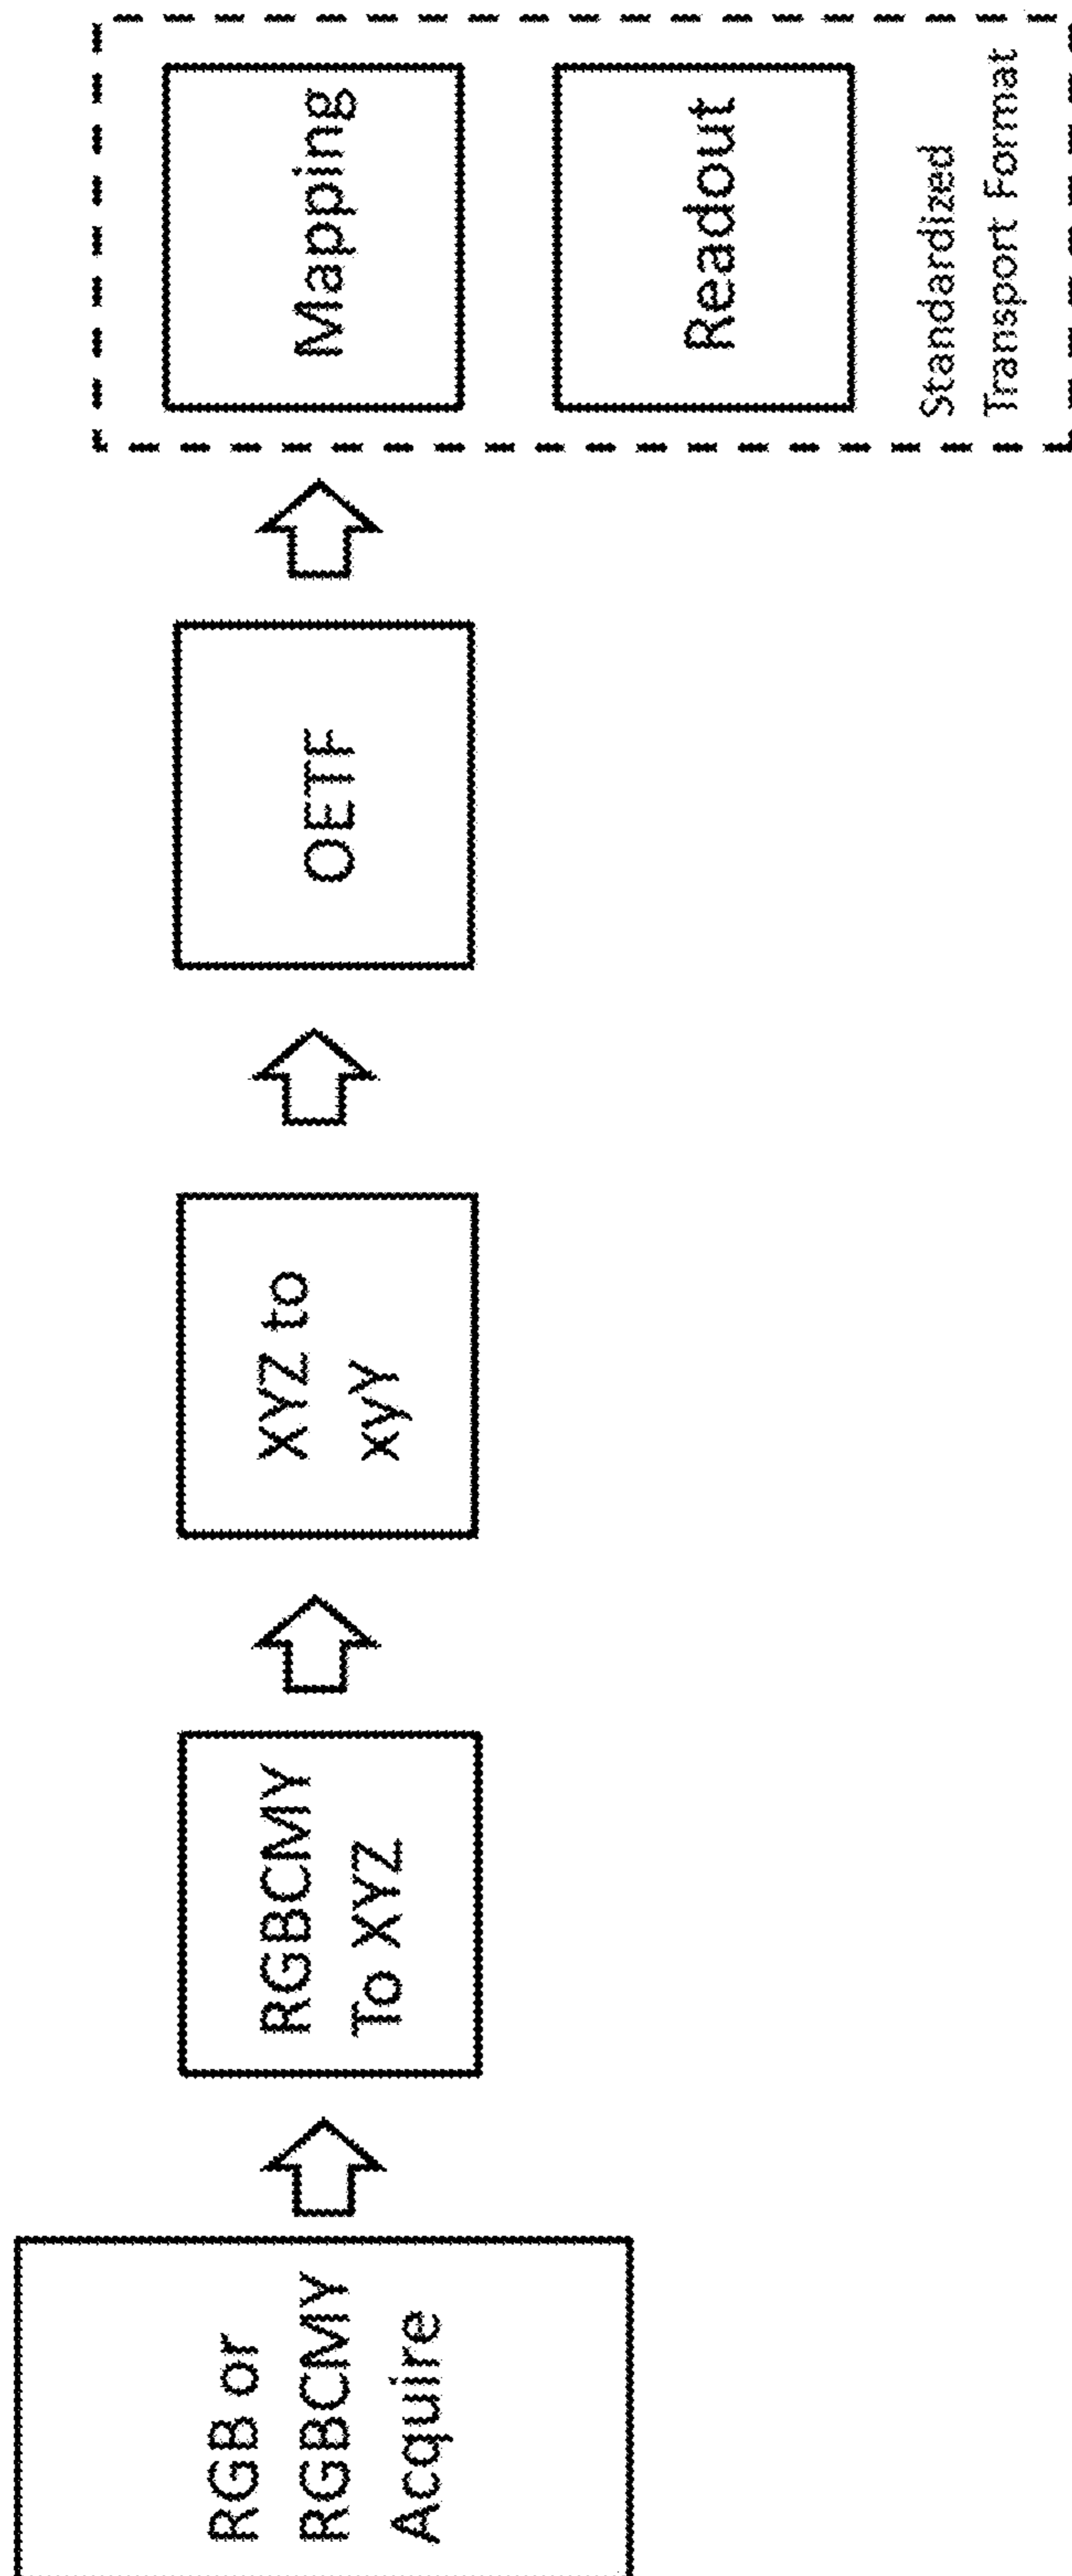 RGB or
RGBCMY
Acquire
RGBCMY
To XYZ
XYZ to
xyY
OETF
Mapping
Readout
Standardized
Transport Format